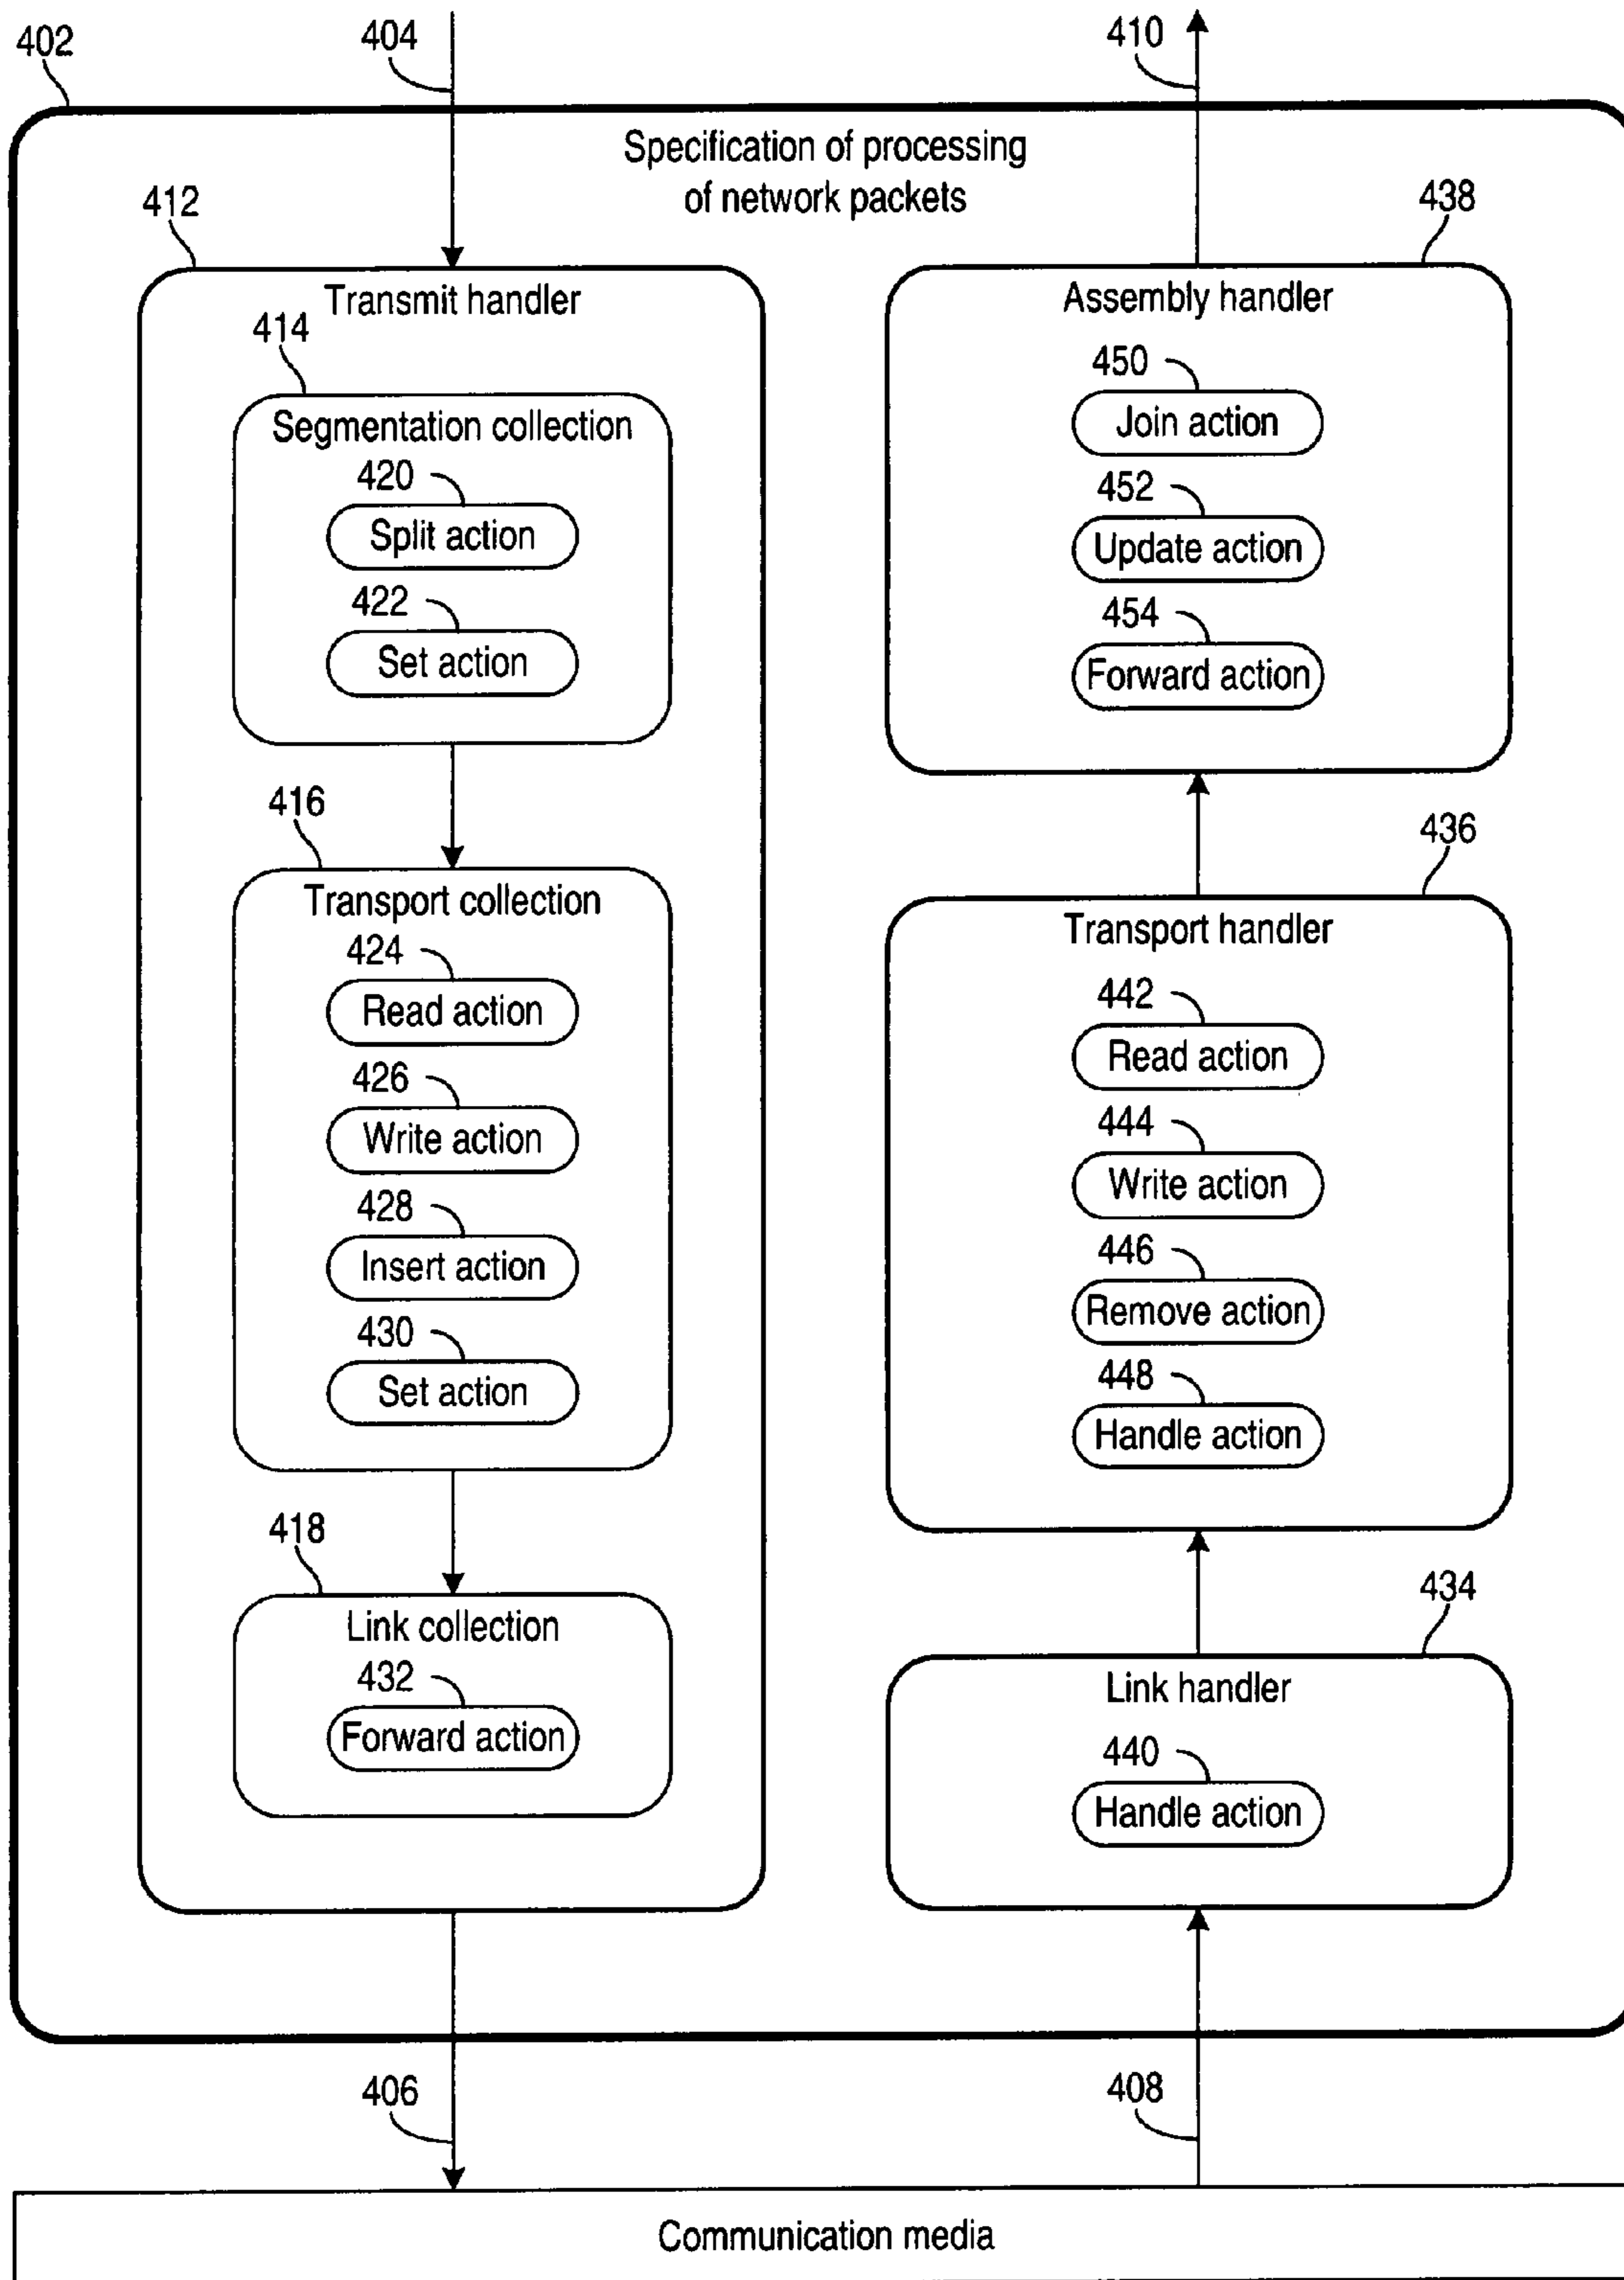 402
404
410
Specification of processing
of network packets
412
438
Transmit handler
414
Segmentation collection
420
Split action
422
Set action
416
Transport collection
424
Read action
426
Write action
428
Insert action
430
Set action
418
Link collection
432
Forward action
Assembly handler
450
Join action
452
Update action
454
Forward action
436
Transport handler
442
Read action
444
Write action
446
Remove action
448
Handle action
434
Link handler
440
Handle action
406
408
Communication media